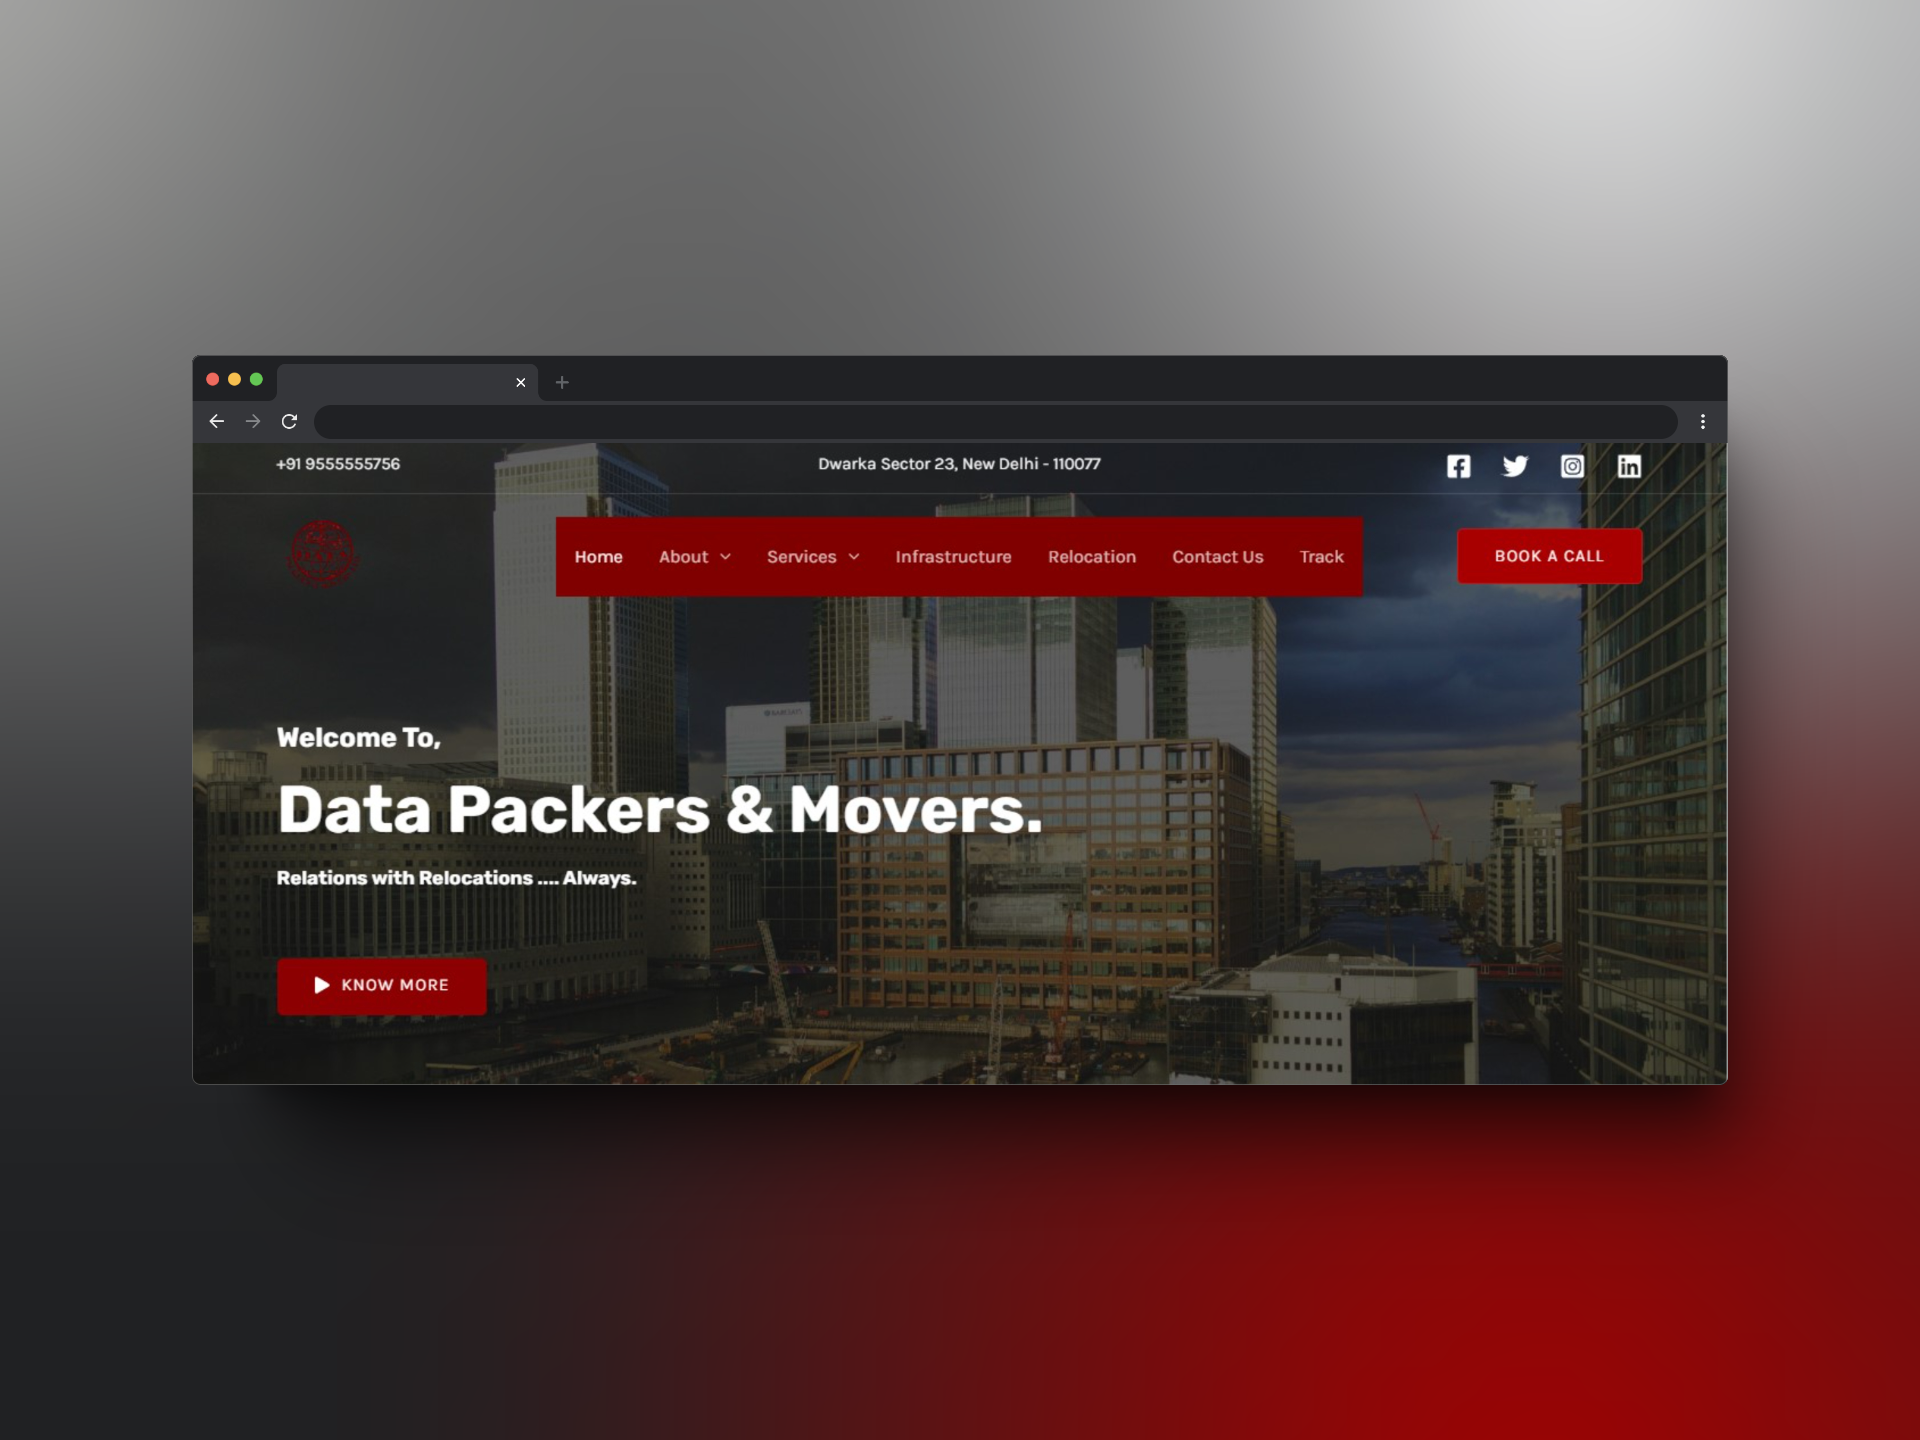 +91 9555555756
Dwarka Sector 23, New Delhi - 110077
Home About Services Infrastructure Relocation Contact Us Track
BOOK A CALL
BARCLAYS
Welcome To,
Data Packers & Movers.
Relations with Relocations .... Always.
KNOW MORE